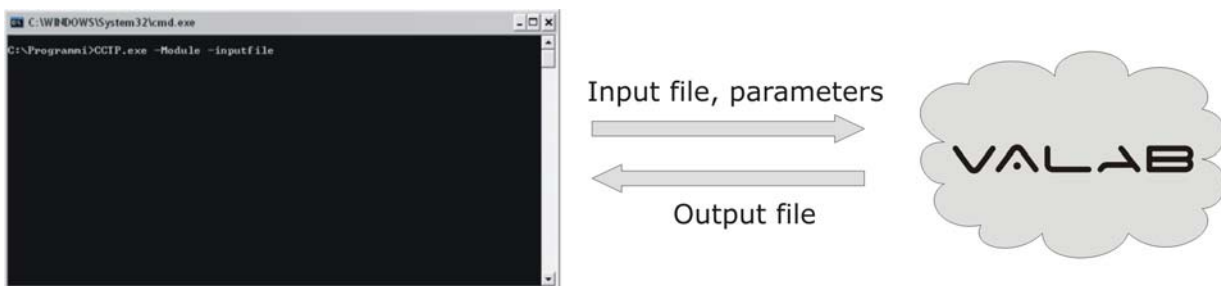 C:\WINDOWS\System32\cmd.exe
C:\Programmi>CCTP.exe -Module -inputfile
Input file, parameters
Output file
VALAB